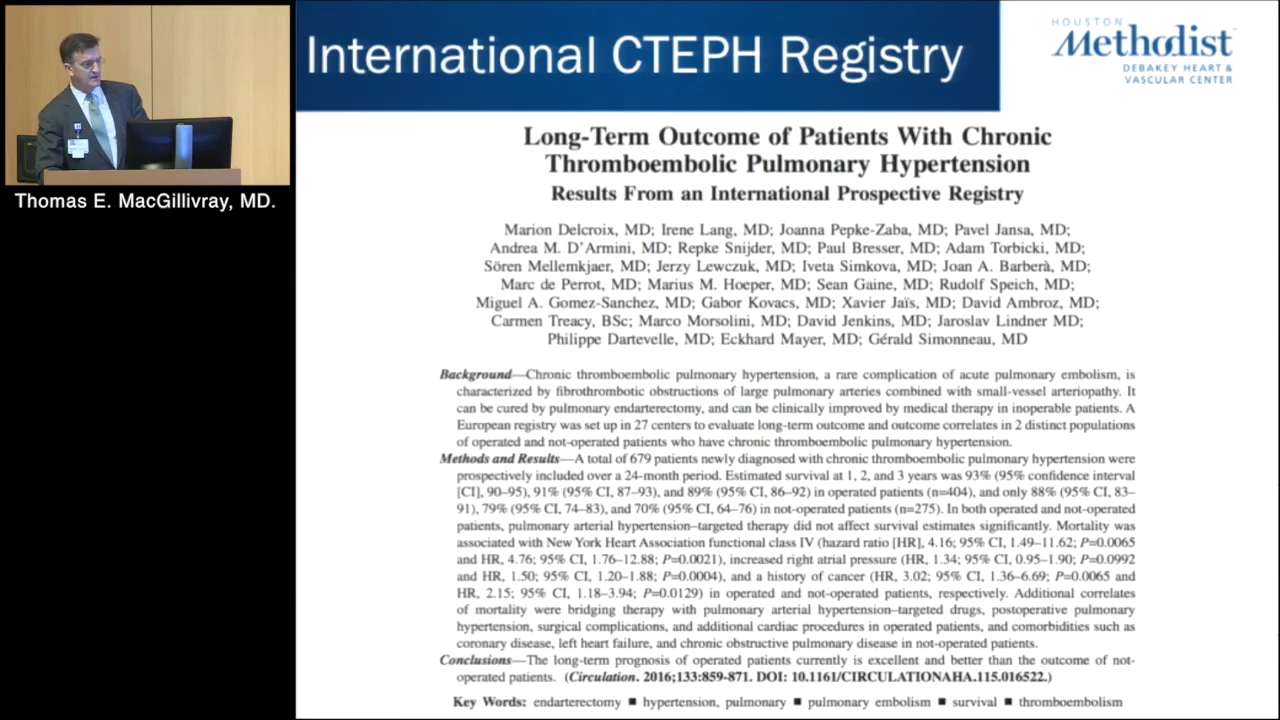 International CTEPH Registry
HOUSTON
Methodist
DEBAKEY HEART &
VASCULAR CENTER
Thomas E. MacGillivray, MD.
Long-Term Outcome of Patients With Chronic
Thromboembolic Pulmonary Hypertension
Results From an International Prospective Registry
Marion Delcroix, MD; Irene Lang, MD; Joanna Pepke-Zaba, MD; Pavel Jansa, MD;
Andrea M. D'Armini, MD; Repke Snijder, MD; Paul Bresser, MD; Adam Torbicki, MD;
Sören Mellemkjaer, MD; Jerzy Lewczuk, MD; Iveta Simkova, MD; Joan A. Barberà, MD;
Marc de Perrot, MD; Marius M. Hoeper, MD; Sean Gaine, MD; Rudolf Speich, MD;
Miguel A. Gomez-Sanchez, MD; Gabor Kovacs, MD; Xavier Jaïs, MD; David Ambroz, MD;
Carmen Treacy, BSc; Marco Morsolini, MD; David Jenkins, MD; Jaroslav Lindner MD;
Philippe Dartevelle, MD; Eckhard Mayer, MD; Gérald Simonneau, MD
Background—Chronic thromboembolic pulmonary hypertension, a rare complication of acute pulmonary embolism, is
characterized by fibrothrombotic obstructions of large pulmonary arteries combined with small-vessel arteriopathy. It
can be cured by pulmonary endarterectomy, and can be clinically improved by medical therapy in inoperable patients. A
European registry was set up in 27 centers to evaluate long-term outcome and outcome correlates in 2 distinct populations
of operated and not-operated patients who have chronic thromboembolic pulmonary hypertension.
Methods and Results—A total of 679 patients newly diagnosed with chronic thromboembolic pulmonary hypertension were
prospectively included over a 24-month period. Estimated survival at 1, 2, and 3 years was 93% (95% confidence interval
[CI], 90–95), 91% (95% CI, 87–93), and 89% (95% CI, 86–92) in operated patients (n=404), and only 88% (95% CI, 83–
91), 79% (95% CI, 74–83), and 70% (95% CI, 64–76) in not-operated patients (n=275). In both operated and not-operated
patients, pulmonary arterial hypertension–targeted therapy did not affect survival estimates significantly. Mortality was
associated with New York Heart Association functional class IV (hazard ratio [HR], 4.16; 95% CI, 1.49–11.62; P=0.0065
and HR, 4.76; 95% CI, 1.76–12.88; P=0.0021), increased right atrial pressure (HR, 1.34; 95% CI, 0.95–1.90; P=0.0992
and HR, 1.50; 95% CI, 1.20–1.88; P=0.0004), and a history of cancer (HR, 3.02; 95% CI, 1.36–6.69; P=0.0065 and
HR, 2.15; 95% CI, 1.18–3.94; P=0.0129) in operated and not-operated patients, respectively. Additional correlates
of mortality were bridging therapy with pulmonary arterial hypertension–targeted drugs, postoperative pulmonary
hypertension, surgical complications, and additional cardiac procedures in operated patients, and comorbidities such as
coronary disease, left heart failure, and chronic obstructive pulmonary disease in not-operated patients.
Conclusions—The long-term prognosis of operated patients currently is excellent and better than the outcome of not-
operated patients. (Circulation. 2016;133:859-871. DOI: 10.1161/CIRCULATIONAHA.115.016522.)
Key Words: endarterectomy ■ hypertension, pulmonary ■ pulmonary embolism ■ survival ■ thromboembolism